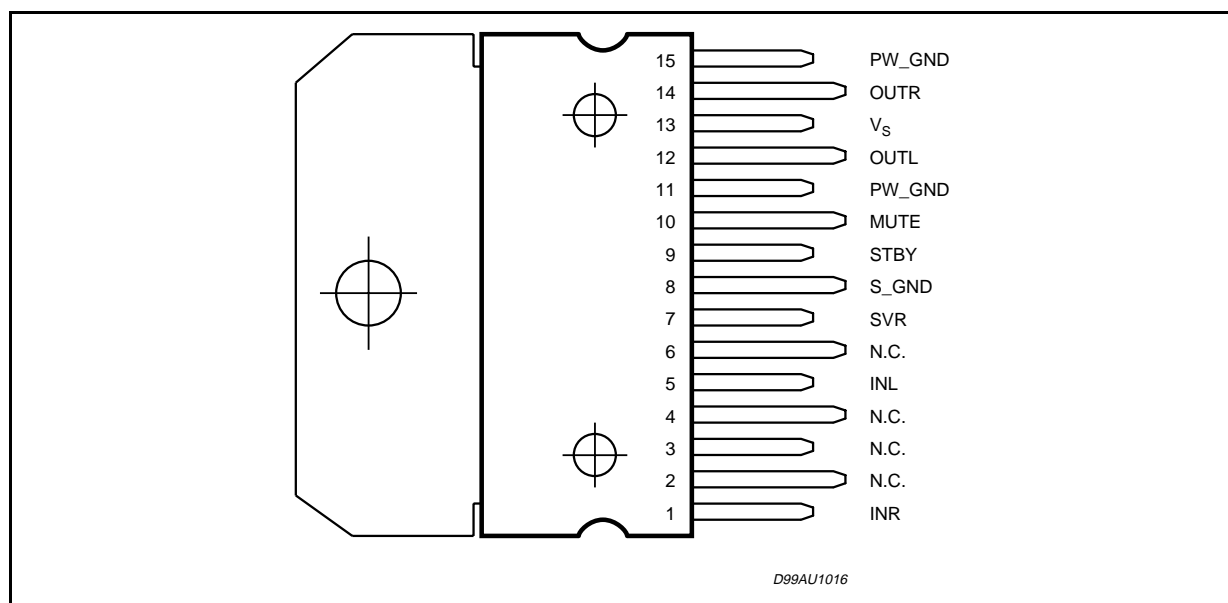 15 PW_GND
14 OUTR
13 VS
12 OUTL
11 PW_GND
10 MUTE
9 STBY
8 S_GND
7 SVR
6 N.C.
5 INL
4 N.C.
3 N.C.
2 N.C.
1 INR
D99AU1016